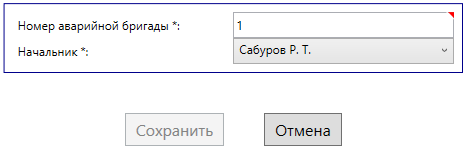 Номер аварийной бригады *:
1
Начальник *:
Сабуров Р. Т.
Сохранить
Отмена